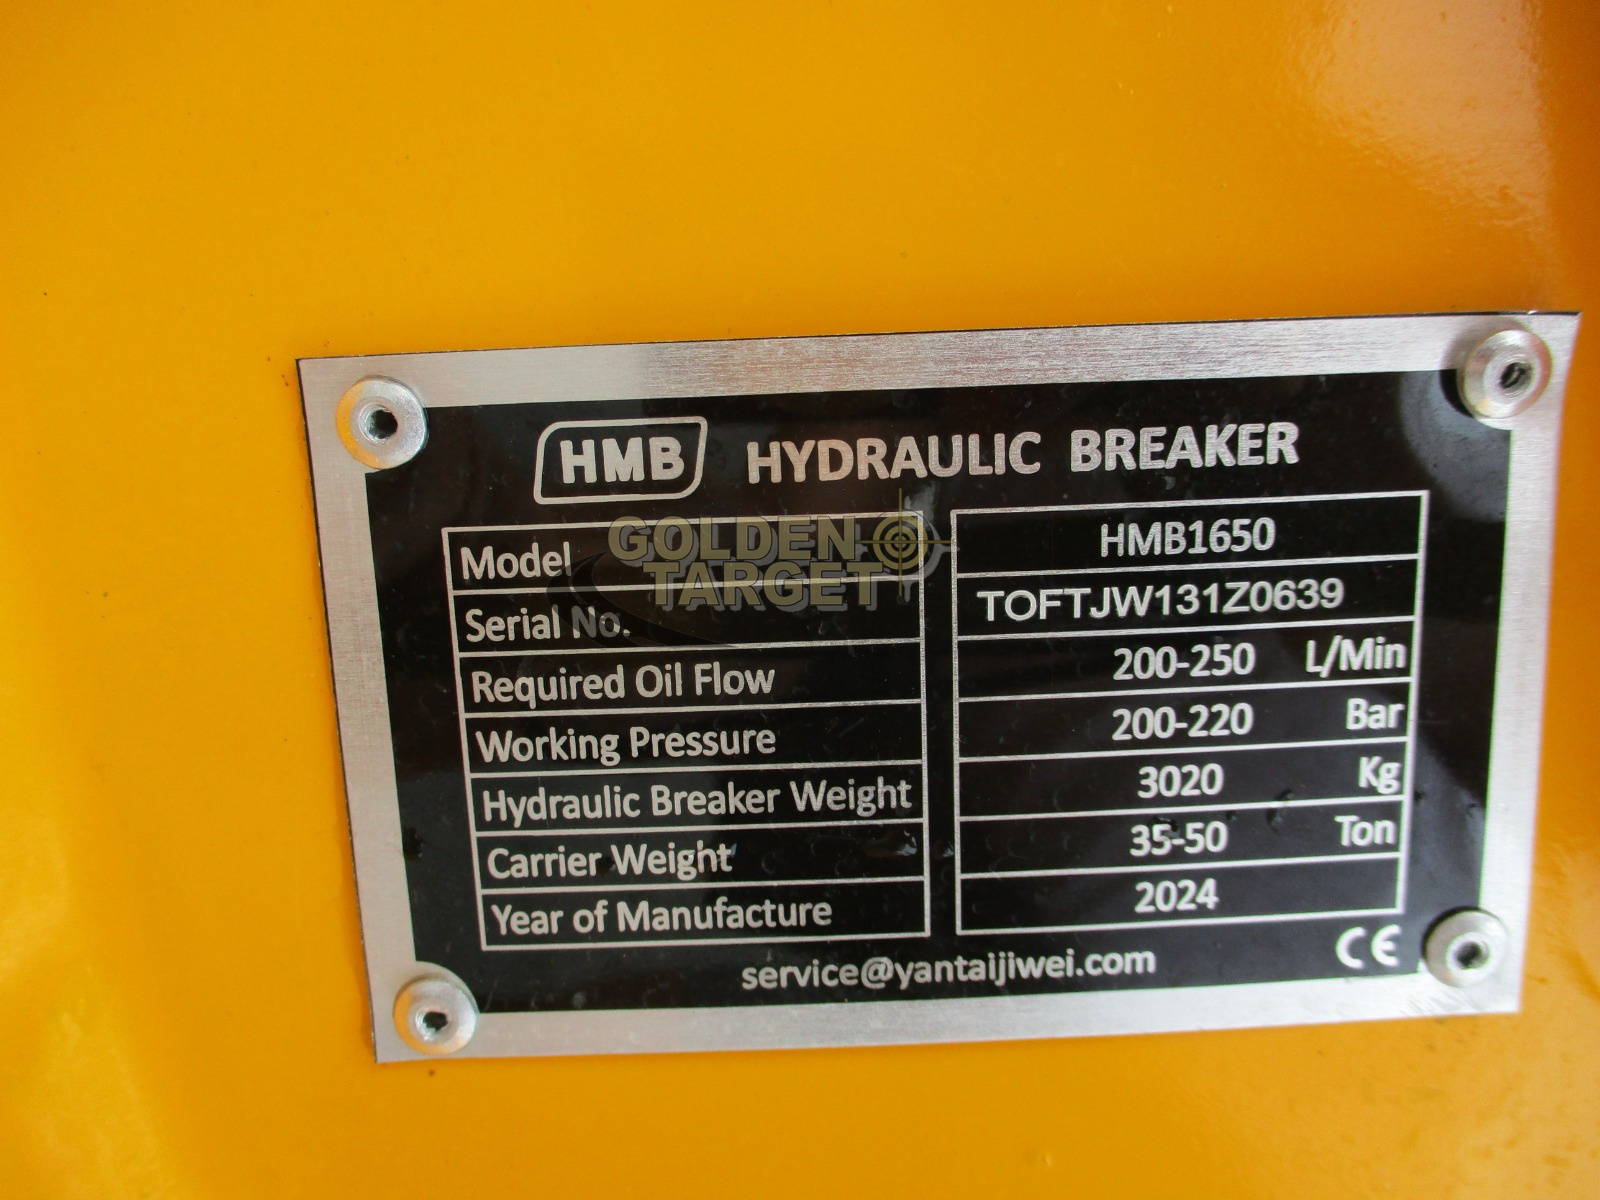 HMB HYDRAULIC BREAKER
Model HMB1650
Serial No. TOFTJW131Z0639
Required Oil Flow 200-250 L/Min
Working Pressure 200-220 Bar
Hydraulic Breaker Weight 3020 Kg
Carrier Weight 35-50 Ton
Year of Manufacture 2024
service@yantaijiwei.com CE
GOLDEN
TARGET